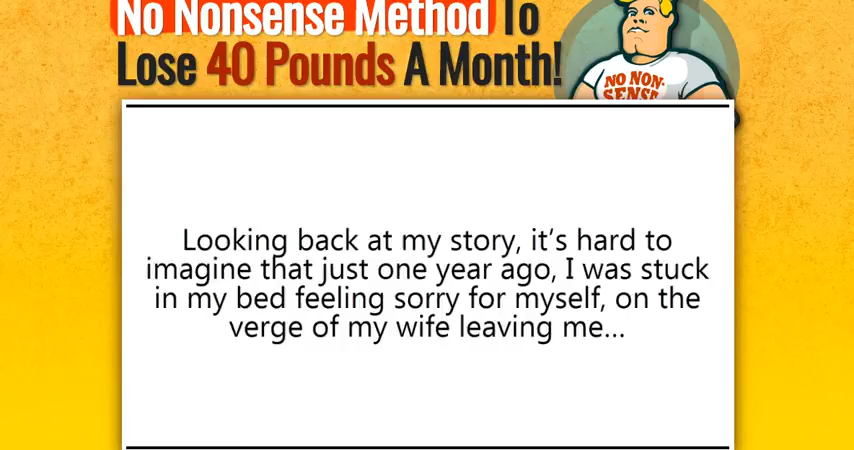 No Nonsense Method To
Lose 40 Pounds A Month!
NO NON-
SENSE
Looking back at my story, it’s hard to
imagine that just one year ago, I was stuck
in my bed feeling sorry for myself, on the
verge of my wife leaving me...